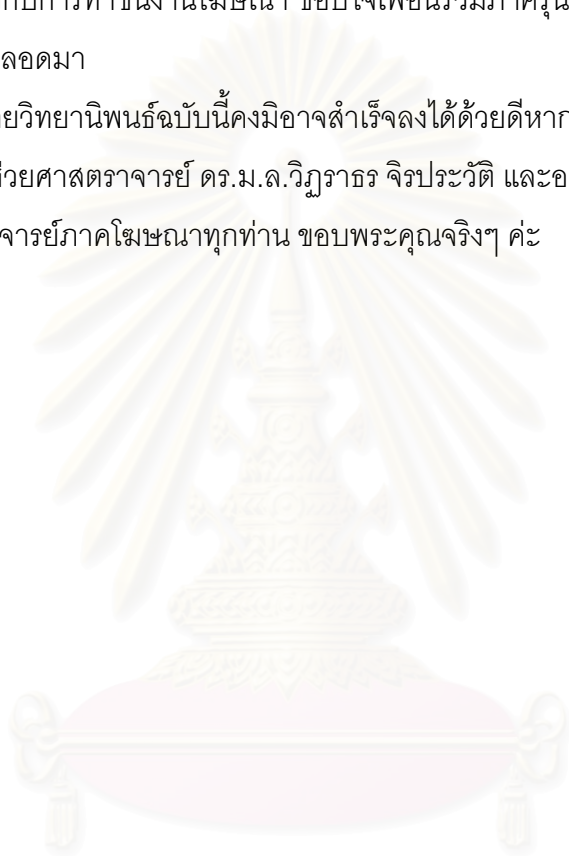 กับการทำชิ้นงานโฆษณา ขอบใจเพื่อนร่วมภาครุ่น
ลอดมา
ยวิทยานิพนธ์ฉบับนี้คงมิอาจสำเร็จลงได้ด้วยดีหาก
ช่วยศาสตราจารย์ ดร.ม.ล.วิฏราธร จิรประวัติ และอ
จารย์ภาคโฆษณาทุกท่าน ขอบพระคุณจริงๆ ค่ะ